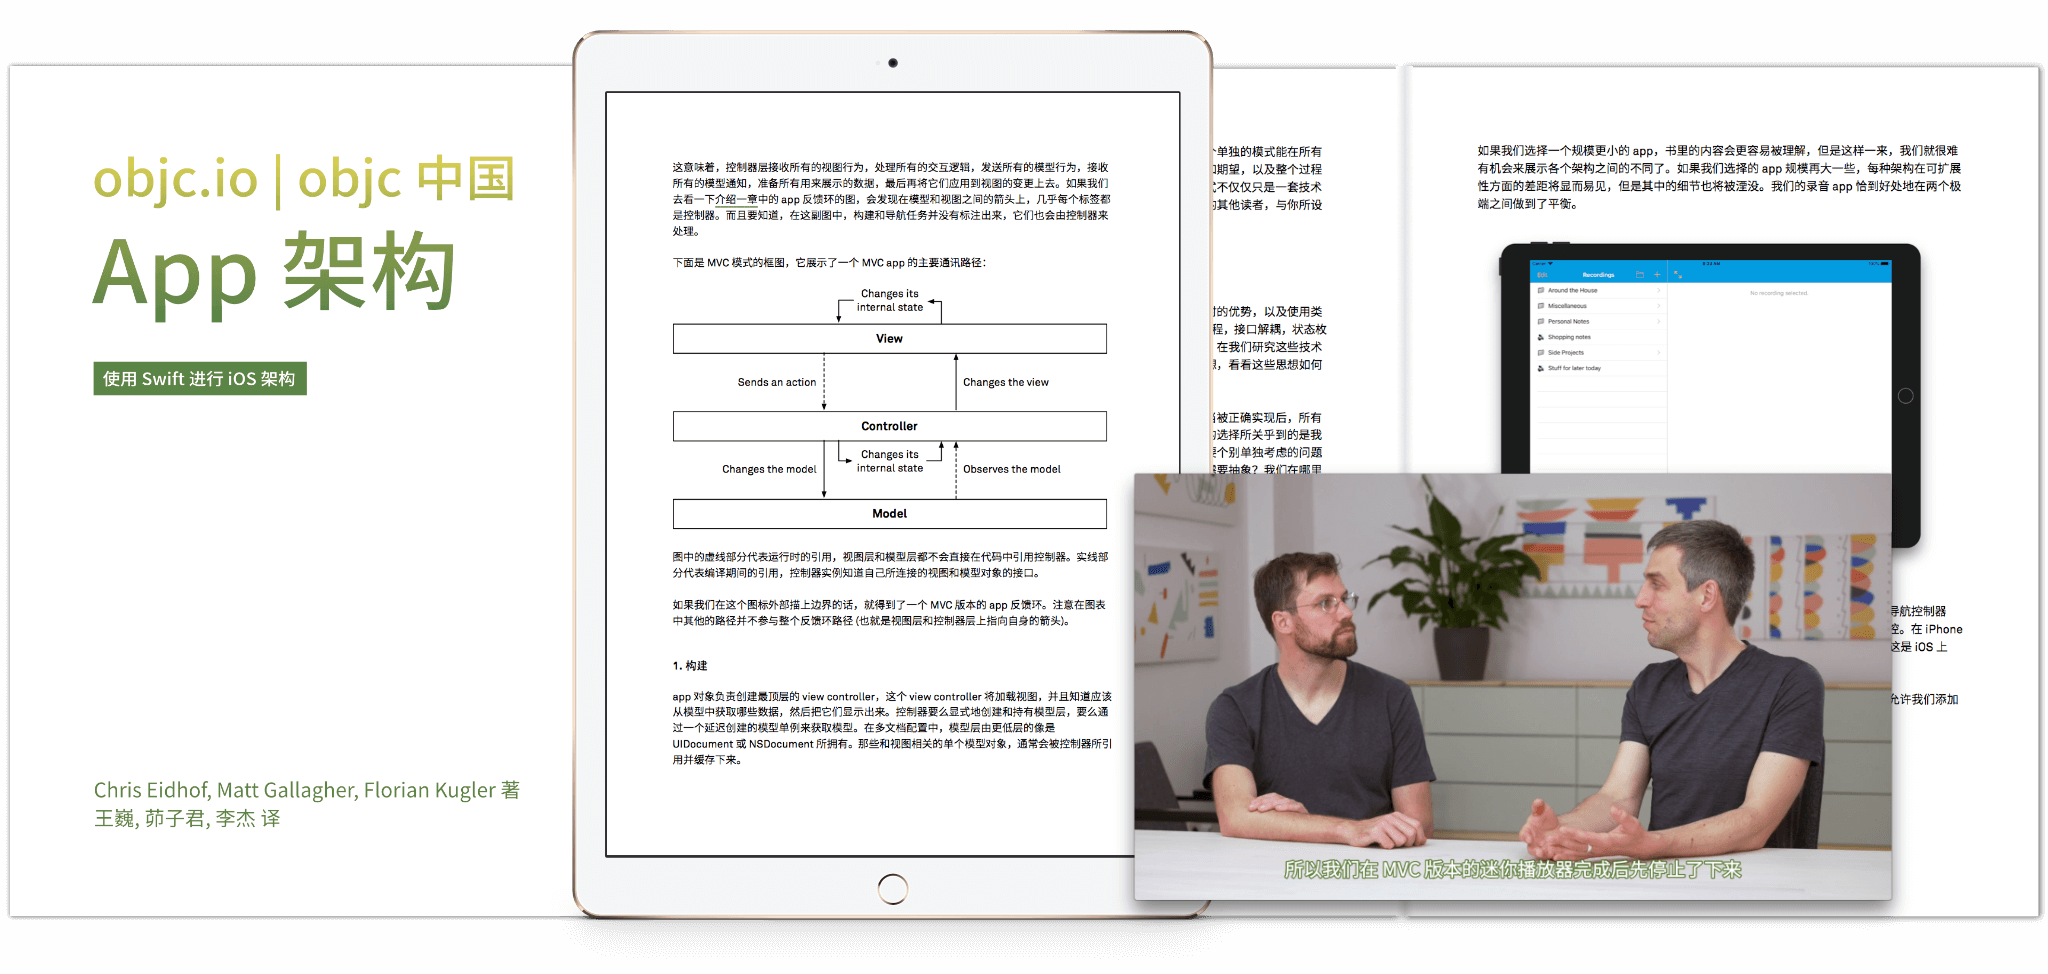 objc.io | objc 中国
App 架构
使用 Swift 进行 iOS 架构
Chris Eidhof, Matt Gallagher, Florian Kugler 著
王巍, 茆子君, 李杰 译
这意味着，控制器层接收所有的视图行为，处理所有的交互逻辑，发送所有的模型行为，接收
所有的模型通知，准备所有用来展示的数据，最后再将它们应用到视图的变更上去。如果我们
去看一下介绍一章中的 app 反馈环的图，会发现在模型和视图之间的箭头上，几乎每个标签都
是控制器。而且要知道，在这副图中，构建和导航任务并没有标注出来，它们也会由控制器来
处理。
下面是 MVC 模式的框图，它展示了一个 MVC app 的主要通讯路径：
Changes its
internal state
View
Sends an action
Changes the view
Controller
Changes the model
Changes its
internal state
Observes the model
Model
图中的虚线部分代表运行时的引用，视图层和模型层都不会直接在代码中引用控制器。实线部
分代表编译期间的引用，控制器实例知道自己所连接的视图和模型对象的接口。
如果我们在这个图标外部描上边界的话，就得到了一个 MVC 版本的 app 反馈环。注意在图表
中其他的路径并不参与整个反馈环路径 (也就是视图层和控制器层上指向自身的箭头)。
1. 构建
app 对象负责创建最顶层的 view controller，这个 view controller 将加载视图，并且知道应该
从模型中获取哪些数据，然后把它们显示出来。控制器要么显式地创建和持有模型层，要么通
过一个延迟创建的模型单例来获取模型。在多文档配置中，模型层由更低层的像是
UIDocument 或 NSDocument 所拥有。那些和视图相关的单个模型对象，通常会被控制器所引
用并缓存下来。
单独的模式能在所有
期望，以及整个过程
不仅仅只是一套技术
其他读者，与你所设
的优势，以及使用类
程，接口解耦，状态枚
在我们研究这些技术
，看看这些思想如何
被正确实现后，所有
选择所关乎到的是我
个别单独考虑的问题
要抽象？我们在哪里
如果我们选择一个规模更小的 app，书里的内容会更容易被理解，但是这样一来，我们就很难
有机会来展示各个架构之间的不同了。如果我们选择的 app 规模再大一些，每种架构在可扩展
性方面的差距将显而易见，但是其中的细节也将被湮没。我们的录音 app 恰到好处地在两个极
端之间做到了平衡。
Edit
Recordings
Around the House
Miscellaneous
Personal Notes
Shopping notes
Side Projects
Stuff for later today
No recording selected.
导航控制器
控。在 iPhone
这是 iOS 上
允许我们添加
所以我们在 MVC 版本的迷你播放器完成后先停止了下来